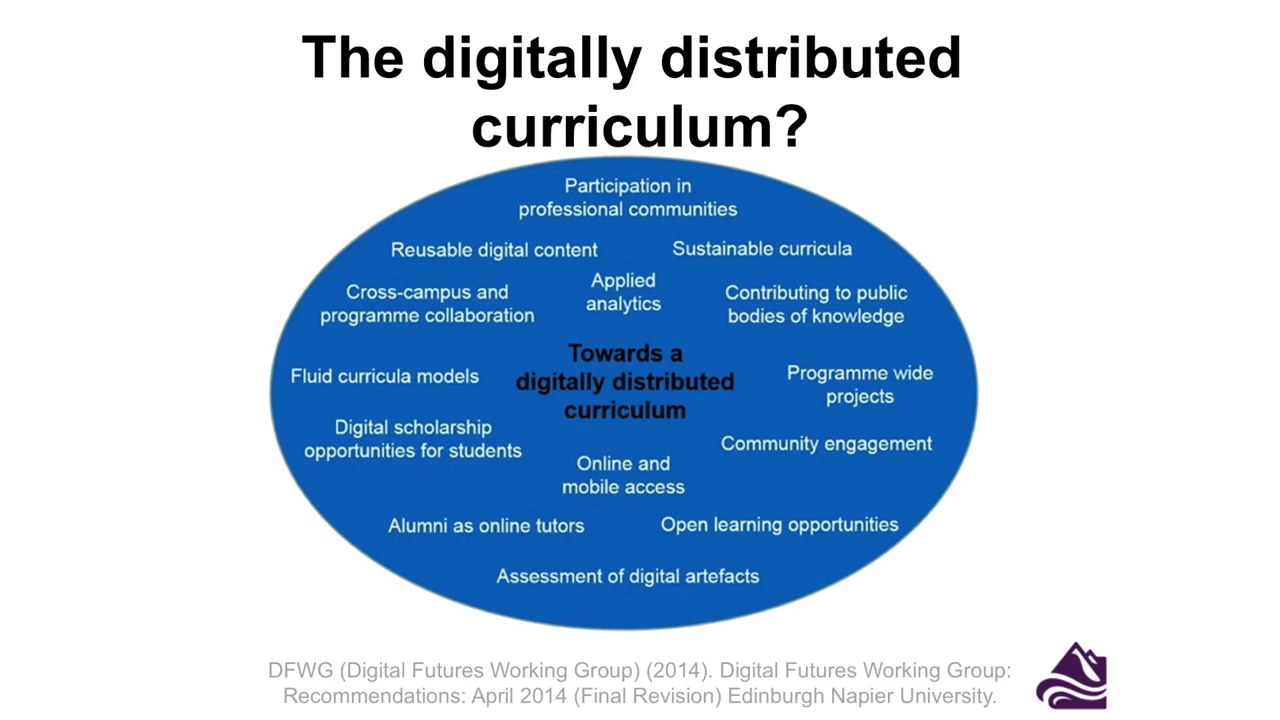 The digitally distributed
curriculum?
Participation in
professional communities
Reusable digital content
Sustainable curricula
Applied
analytics
Cross-campus and
programme collaboration
Contributing to public
bodies of knowledge
Towards a
digitally distributed
curriculum
Fluid curricula models
Programme wide
projects
Digital scholarship
opportunities for students
Community engagement
Online and
mobile access
Alumni as online tutors
Open learning opportunities
Assessment of digital artefacts
DFWG (Digital Futures Working Group) (2014). Digital Futures Working Group:
Recommendations: April 2014 (Final Revision) Edinburgh Napier University.